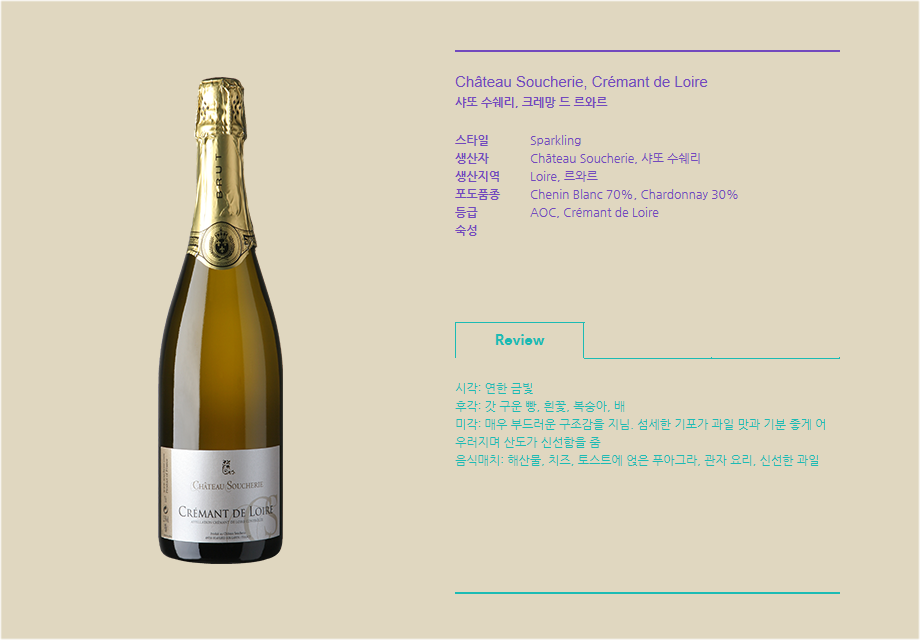 Château Soucherie, Crémant de Loire
샤또 수쉐리, 크레망 드 르와르
스타일 Sparkling
생산자 Château Soucherie, 샤또 수쉐리
생산지역 Loire, 르와르
포도품종 Chenin Blanc 70%, Chardonnay 30%
등급 AOC, Crémant de Loire
숙성
BRUT
Review
시각: 연한 금빛
후각: 갓 구운 빵, 흰꽃, 복숭아, 배
미각: 매우 부드러운 구조감을 지님. 섬세한 기포가 과일 맛과 기분 좋게 어
우러지며 산도가 신선함을 줌
음식매치: 해산물, 치즈, 토스트에 얹은 푸아그라, 관자 요리, 신선한 과일
CHÂTEAU SOUCHERIE
CRÉMANT DE LOIRE